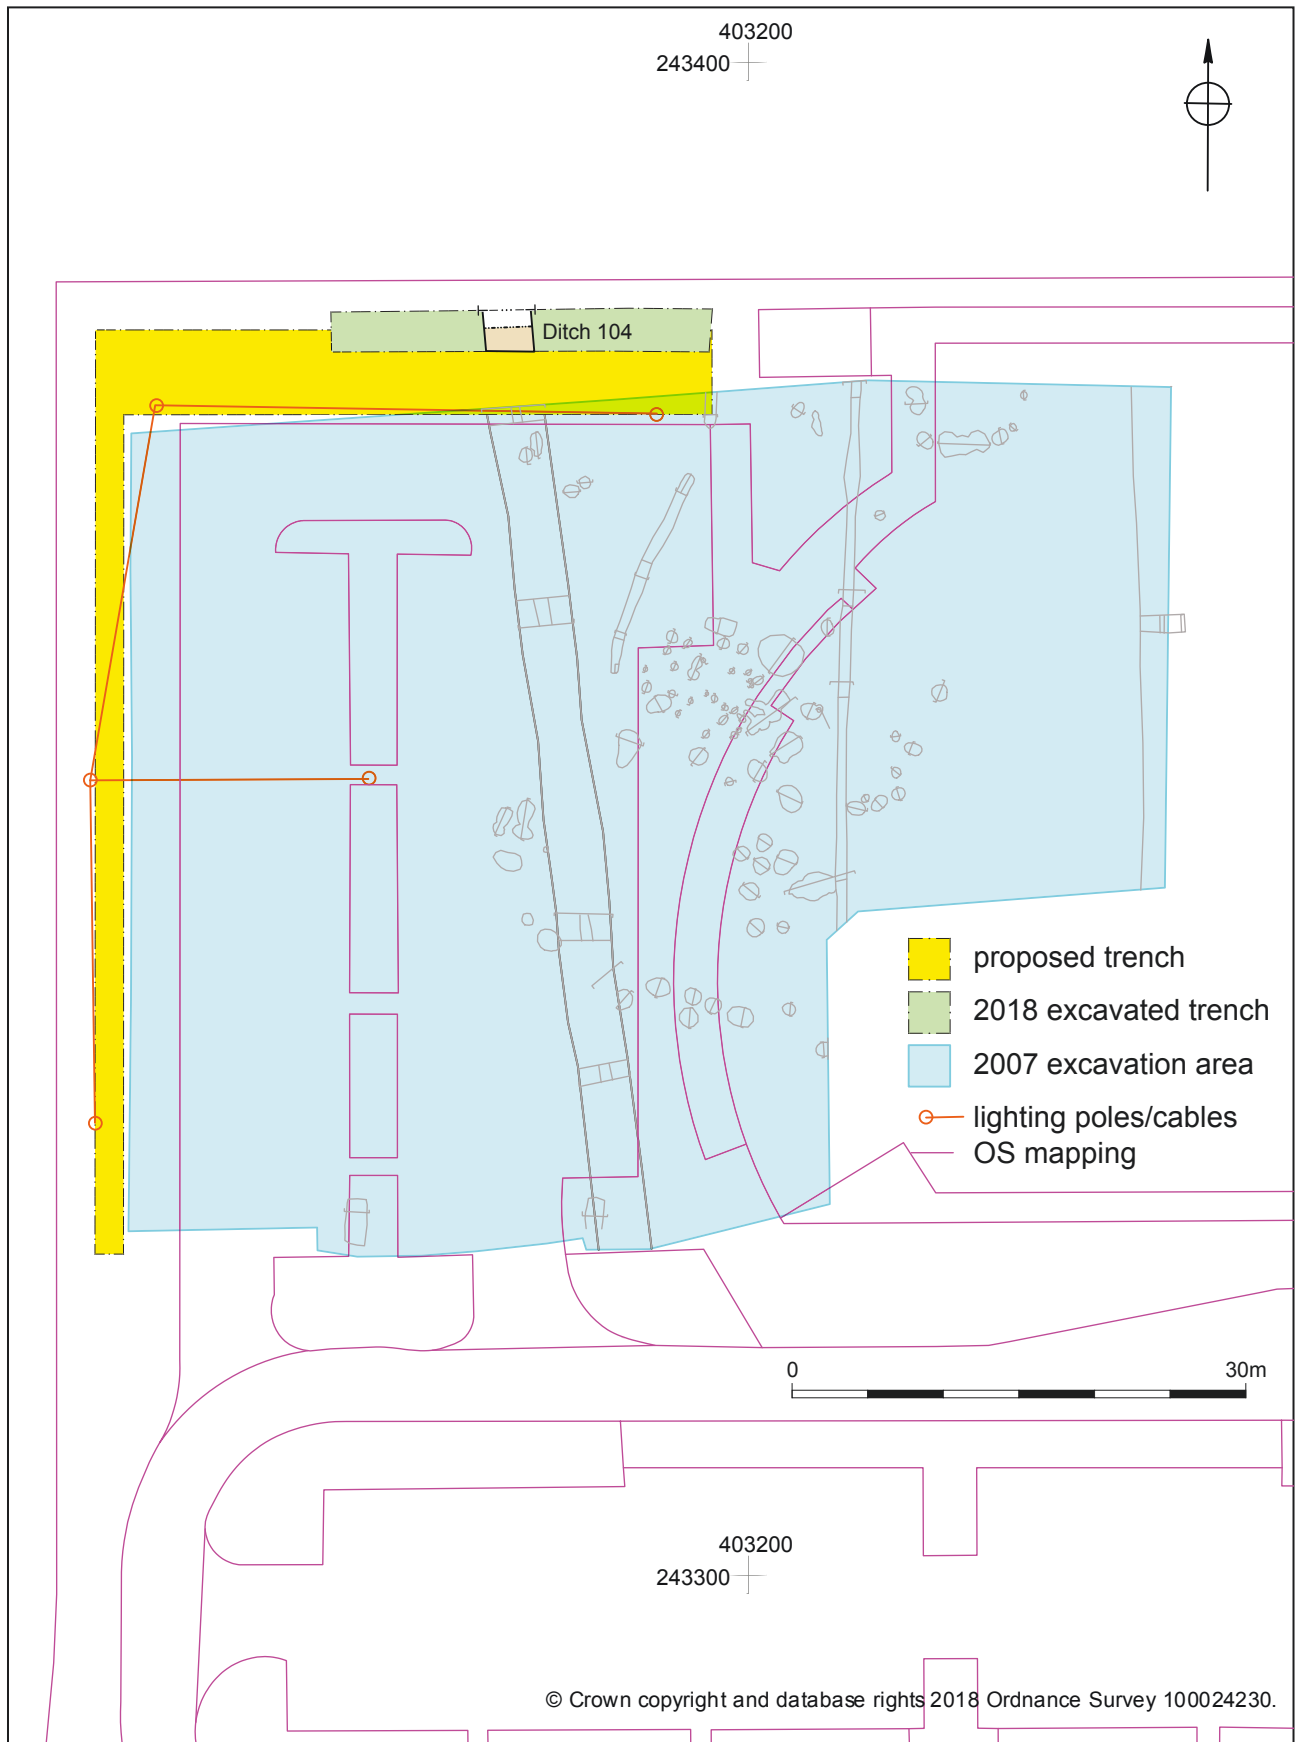 403200
243400
Ditch 104
proposed trench
2018 excavated trench
2007 excavation area
lighting poles/cables
OS mapping
0 30m
403200
243300
© Crown copyright and database rights 2018 Ordnance Survey 100024230.